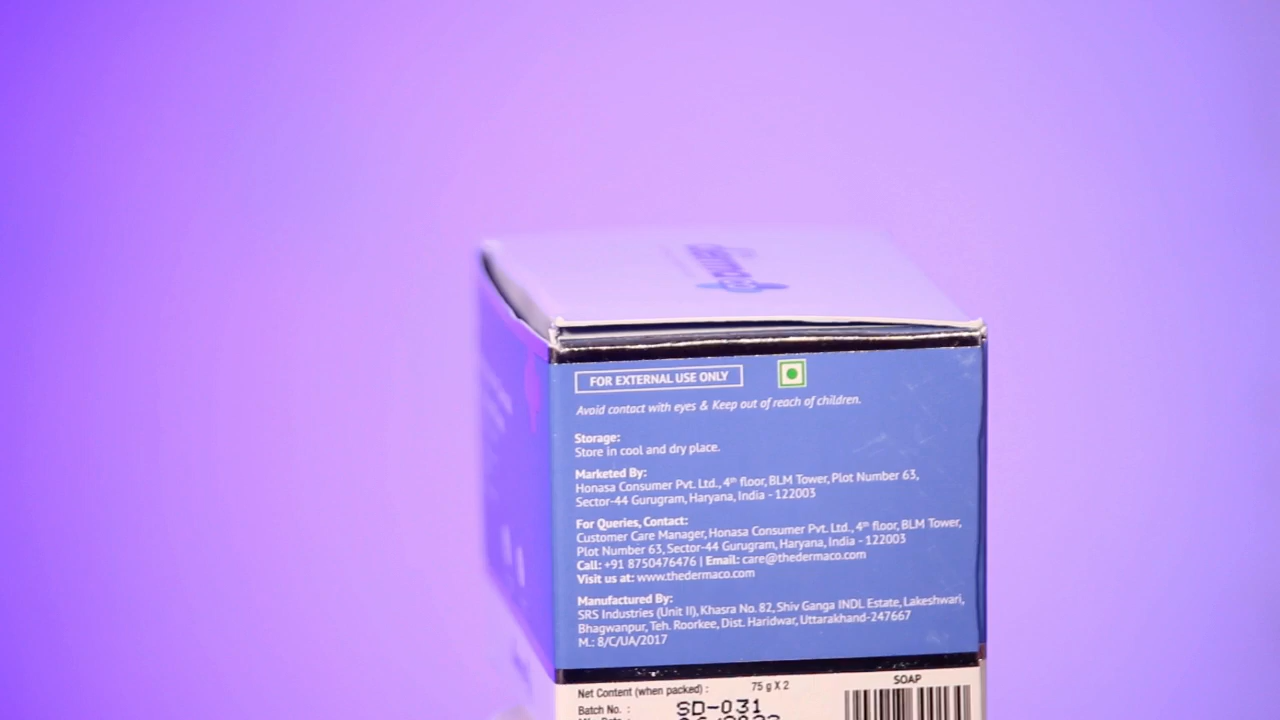 FOR EXTERNAL USE ONLY
Avoid contact with eyes & Keep out of reach of children.
Storage:
Store in cool and dry place.
Marketed By:
Honasa Consumer Pvt. Ltd., 4th floor, BLM Tower, Plot Number 63,
Sector-44 Gurugram, Haryana, India - 122003
For Queries, Contact:
Customer Care Manager, Honasa Consumer Pvt. Ltd., 4th floor, BLM Tower,
Plot Number 63, Sector-44 Gurugram, Haryana, India - 122003
Call: +91 8750476476 | Email: care@thedermaco.com
Visit us at: www.thedermaco.com
Manufactured By:
SRS Industries (Unit II), Khasra No. 82, Shiv Ganga INDL Estate, Lakeshwari,
Bhagwanpur, Teh. Roorkee, Dist. Haridwar, Uttarakhand-247667
M.: 8/C/UA/2017
Net Content (when packed) : 75 g X 2
SOAP
Batch No. : SD-031